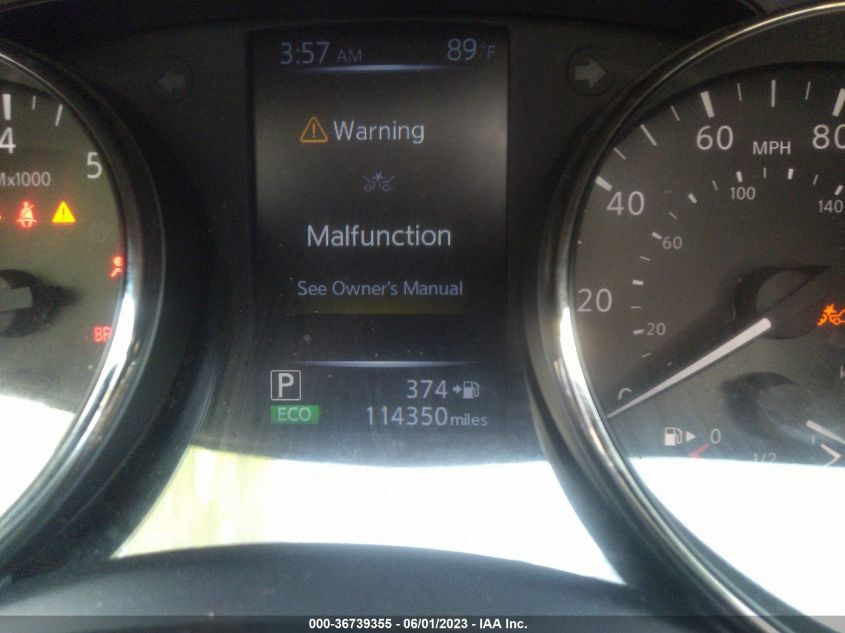 3:57 AM 89°F
Warning
Malfunction
See Owner's Manual
P 374
ECO 114350 miles
4
5
x1000
20
40
60
80
MPH
20
60
100
140
0
1/2
000-36739355 - 06/01/2023 - IAA Inc.